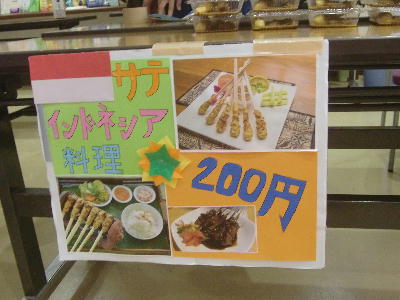 サテ
インドネシア
料理
200円